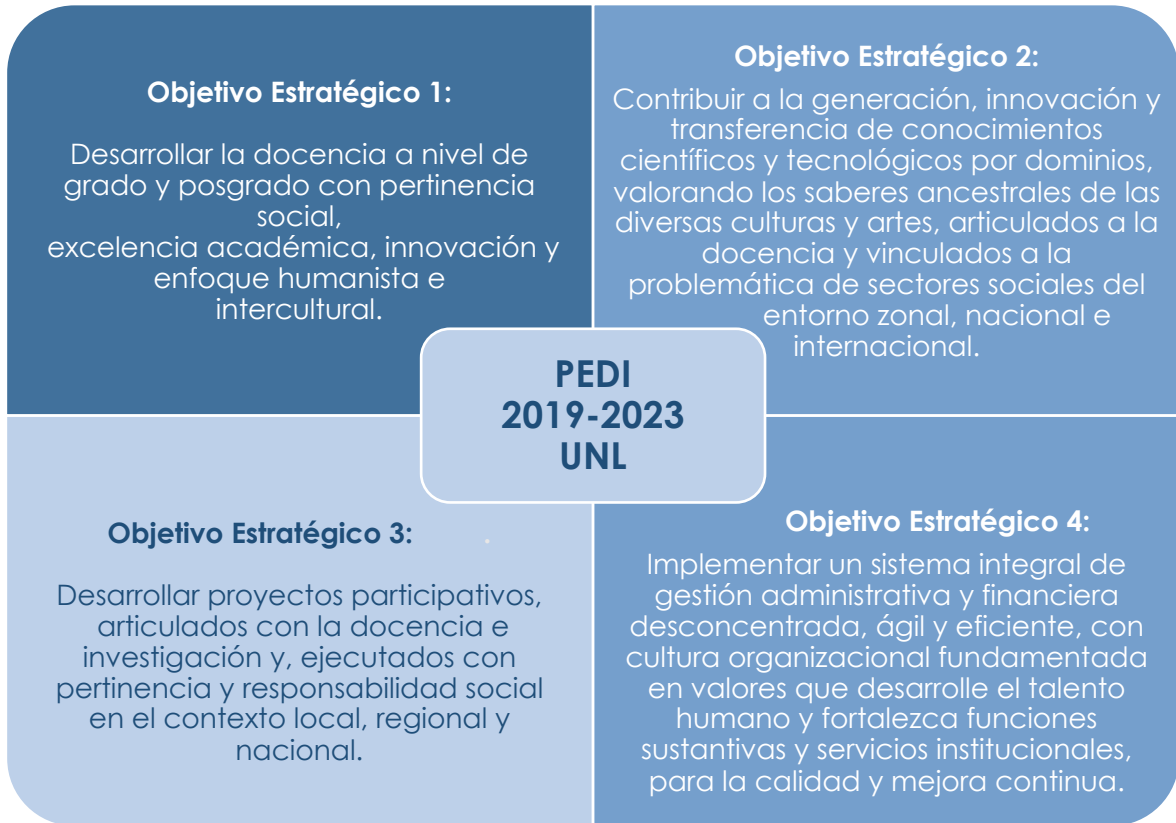 Objetivo Estratégico 1:
Desarrollar la docencia a nivel de
grado y posgrado con pertinencia
social,
excelencia académica, innovación y
enfoque humanista e
intercultural.
Objetivo Estratégico 2:
Contribuir a la generación, innovación y
transferencia de conocimientos
científicos y tecnológicos por dominios,
valorando los saberes ancestrales de las
diversas culturas y artes, articulados a la
docencia y vinculados a la
problemática de sectores sociales del
entorno zonal, nacional e
internacional.
PEDI
2019-2023
UNL
Objetivo Estratégico 3: .
Desarrollar proyectos participativos,
articulados con la docencia e
investigación y, ejecutados con
pertinencia y responsabilidad social
en el contexto local, regional y
nacional.
Objetivo Estratégico 4:
Implementar un sistema integral de
gestión administrativa y financiera
desconcentrada, ágil y eficiente, con
cultura organizacional fundamentada
en valores que desarrolle el talento
humano y fortalezca funciones
sustantivas y servicios institucionales,
para la calidad y mejora continua.